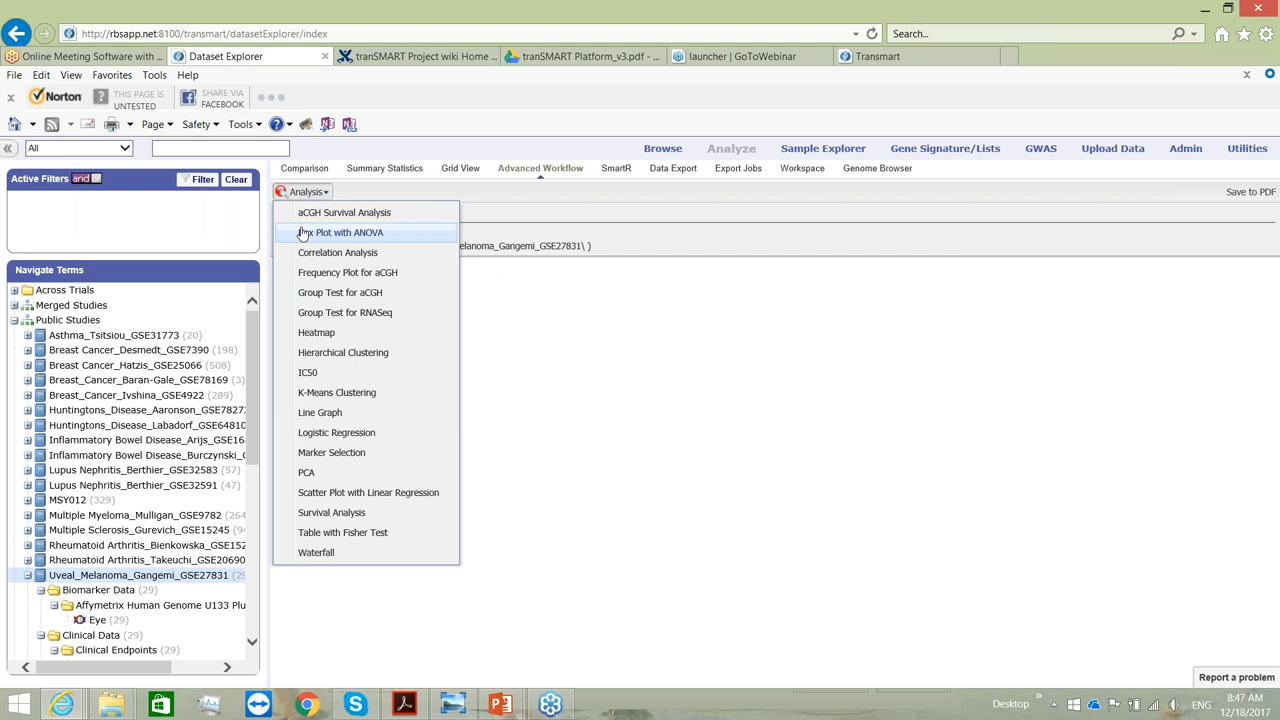 http://rbsapp.net:8100/transmart/datasetExplorer/index
Search...
Online Meeting Software with ...
Dataset Explorer
tranSMART Project wiki Home ...
tranSMART Platform_v3.pdf - ...
launcher | GoToWebinar
Transmart
File Edit View Favorites Tools Help
x
Norton
THIS PAGE IS UNTESTED
SHARE VIA FACEBOOK
Page Safety Tools
All
Browse Analyze Sample Explorer Gene Signature/Lists GWAS Upload Data Admin Utilities
Active Filters and
Filter
Clear
Comparison Summary Statistics Grid View Advanced Workflow SmartR Data Export Export Jobs Workspace Genome Browser
Analysis
Save to PDF
elanoma_Gangemi_GSE27831\ )
aCGH Survival Analysis
x Plot with ANOVA
Correlation Analysis
Frequency Plot for aCGH
Group Test for aCGH
Group Test for RNASeq
Heatmap
Hierarchical Clustering
IC50
K-Means Clustering
Line Graph
Logistic Regression
Marker Selection
PCA
Scatter Plot with Linear Regression
Survival Analysis
Table with Fisher Test
Waterfall
Navigate Terms
Across Trials
Merged Studies
Public Studies
Asthma_Tsitsiou_GSE31773 (20)
Breast Cancer_Desmedt_GSE7390 (198)
Breast Cancer_Hatzis_GSE25066 (508)
Breast_Cancer_Baran-Gale_GSE78169 (3)
Breast_Cancer_Ivshina_GSE4922 (289)
Huntingtons_Disease_Aaronson_GSE7827
Huntingtons_Disease_Labadorf_GSE64810
Inflammatory Bowel Disease_Arijs_GSE16
Inflammatory Bowel Disease_Burczynski_G
Lupus Nephritis_Berthier_GSE32583 (57)
Lupus Nephritis_Berthier_GSE32591 (47)
MSY012 (329)
Multiple Myeloma_Mulligan_GSE9782 (264
Multiple Sclerosis_Gurevich_GSE15245 (9
Rheumatoid Arthritis_Bienkowska_GSE152
Rheumatoid Arthritis_Takeuchi_GSE20690
Uveal_Melanoma_Gangemi_GSE27831 (29
Biomarker Data (29)
Affymetrix Human Genome U133 Plu
Eye (29)
Clinical Data (29)
Clinical Endpoints (29)
Report a problem
Desktop
ENG
8:47 AM
12/18/2017